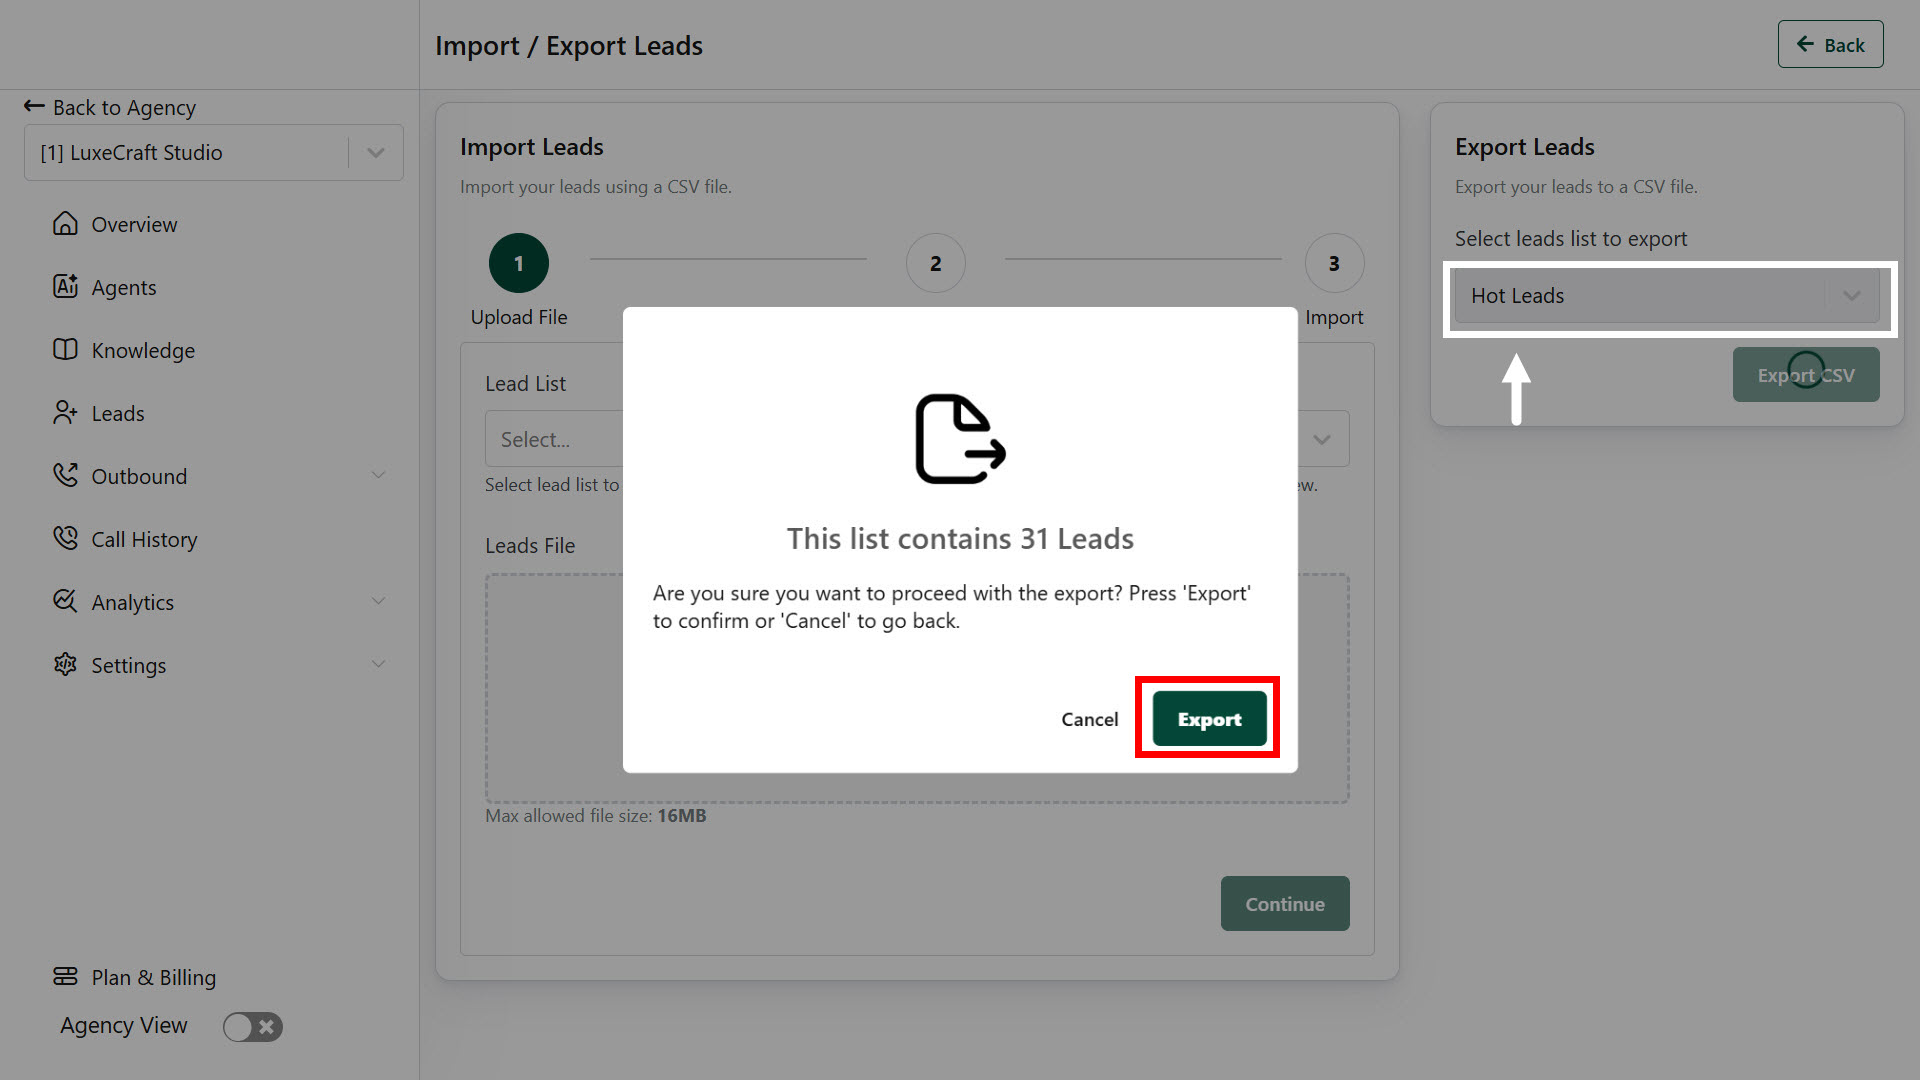 Import / Export Leads
Back
Back to Agency
[1] LuxeCraft Studio
Overview
Agents
Knowledge
Leads
Outbound
Call History
Analytics
Settings
Plan & Billing
Agency View
Import Leads
Import your leads using a CSV file.
1
2
3
Upload File
Import
Lead List
Select...
Select lead list to
ew.
Leads File
Max allowed file size: 16MB
Continue
This list contains 31 Leads
Are you sure you want to proceed with the export? Press 'Export'
to confirm or 'Cancel' to go back.
Cancel
Export
Export Leads
Export your leads to a CSV file.
Select leads list to export
Hot Leads
Export CSV